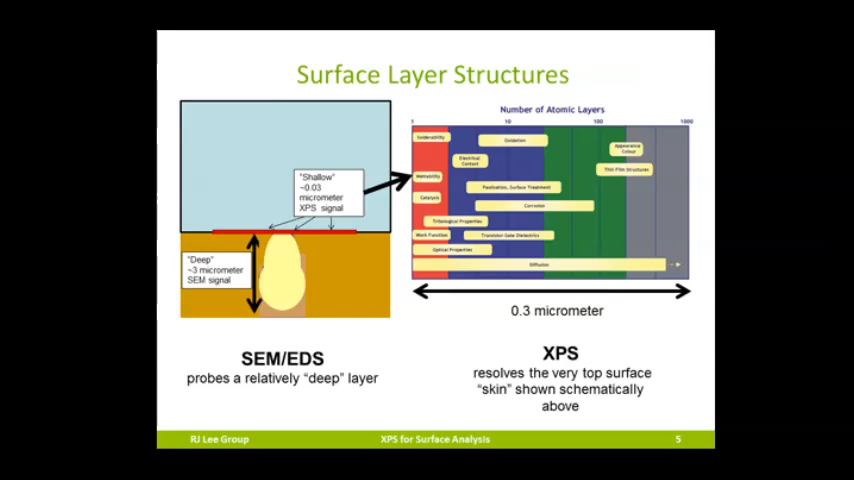 Surface Layer Structures
"Shallow"
~0.03
micrometer
XPS signal
"Deep"
~3 micrometer
SEM signal
Number of Atomic Layers
1 10 100 1000
Solderability
Oxidation
Appearance
Colour
Electrical
Contact
Thin Film Structures
Wettability
Passivation, Surface Treatment
Catalysis
Corrosion
Tribological Properties
Work Function
Transistor Gate Dielectrics
Optical Properties
Diffusion
0.3 micrometer
SEM/EDS
probes a relatively "deep" layer
XPS
resolves the very top surface
"skin" shown schematically
above
RJ Lee Group
XPS for Surface Analysis
5